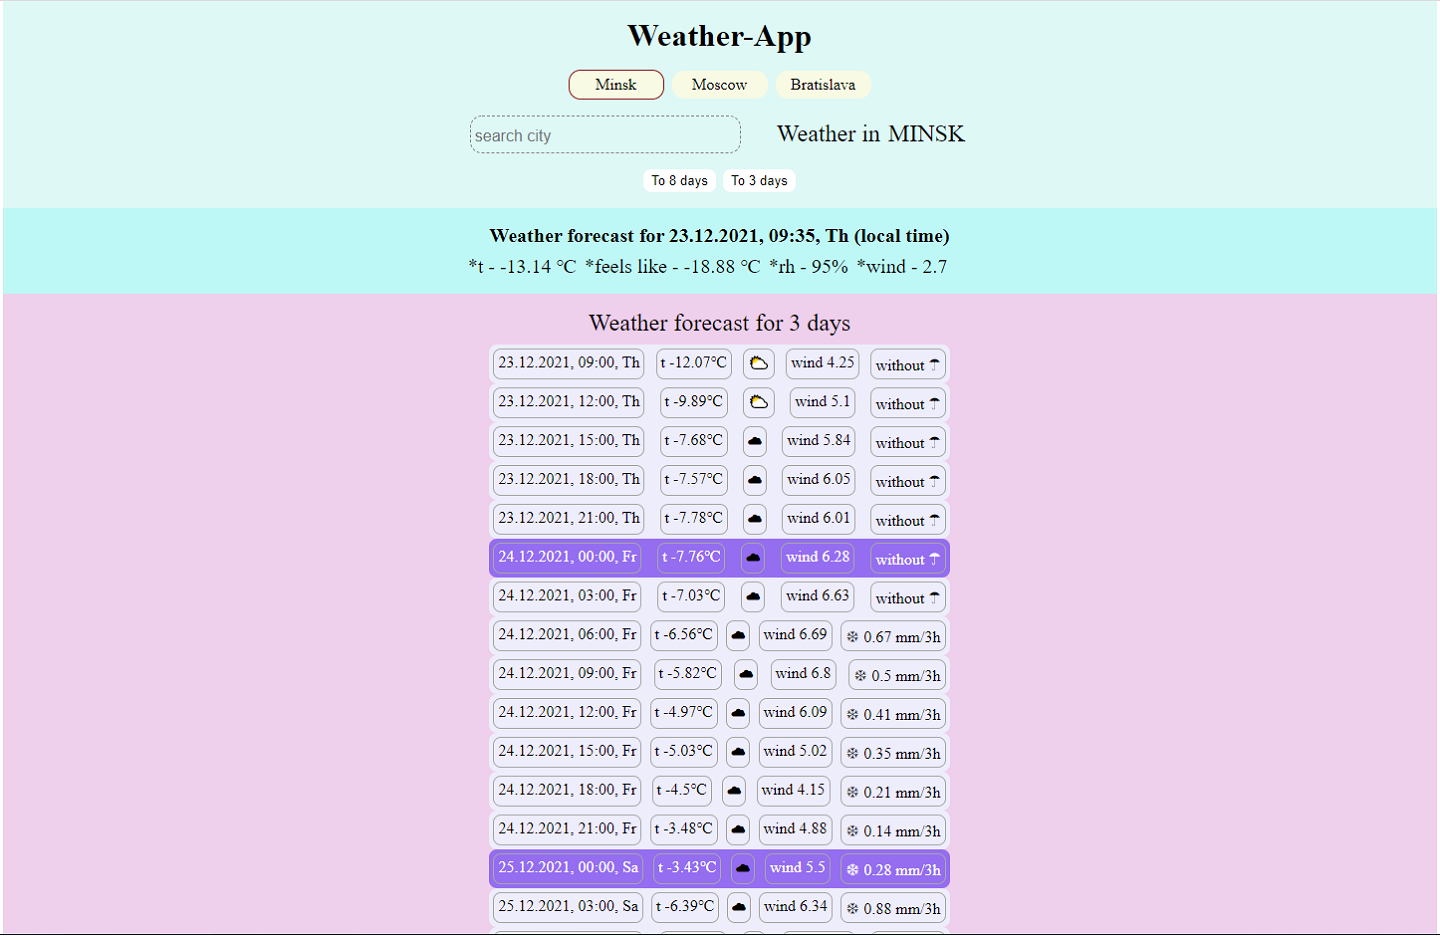 Weather-App
Minsk Moscow Bratislava
search city Weather in MINSK
To 8 days To 3 days
Weather forecast for 23.12.2021, 09:35, Th (local time)
*t - -13.14 °C *feels like - -18.88 °C *rh - 95% *wind - 2.7
Weather forecast for 3 days
23.12.2021, 09:00, Th t -12.07°C wind 4.25 without ☂
23.12.2021, 12:00, Th t -9.89°C wind 5.1 without ☂
23.12.2021, 15:00, Th t -7.68°C wind 5.84 without ☂
23.12.2021, 18:00, Th t -7.57°C wind 6.05 without ☂
23.12.2021, 21:00, Th t -7.78°C wind 6.01 without ☂
24.12.2021, 00:00, Fr t -7.76°C wind 6.28 without ☂
24.12.2021, 03:00, Fr t -7.03°C wind 6.63 without ☂
24.12.2021, 06:00, Fr t -6.56°C wind 6.69 ❄ 0.67 mm/3h
24.12.2021, 09:00, Fr t -5.82°C wind 6.8 ❄ 0.5 mm/3h
24.12.2021, 12:00, Fr t -4.97°C wind 6.09 ❄ 0.41 mm/3h
24.12.2021, 15:00, Fr t -5.03°C wind 5.02 ❄ 0.35 mm/3h
24.12.2021, 18:00, Fr t -4.5°C wind 4.15 ❄ 0.21 mm/3h
24.12.2021, 21:00, Fr t -3.48°C wind 4.88 ❄ 0.14 mm/3h
25.12.2021, 00:00, Sa t -3.43°C wind 5.5 ❄ 0.28 mm/3h
25.12.2021, 03:00, Sa t -6.39°C wind 6.34 ❄ 0.88 mm/3h